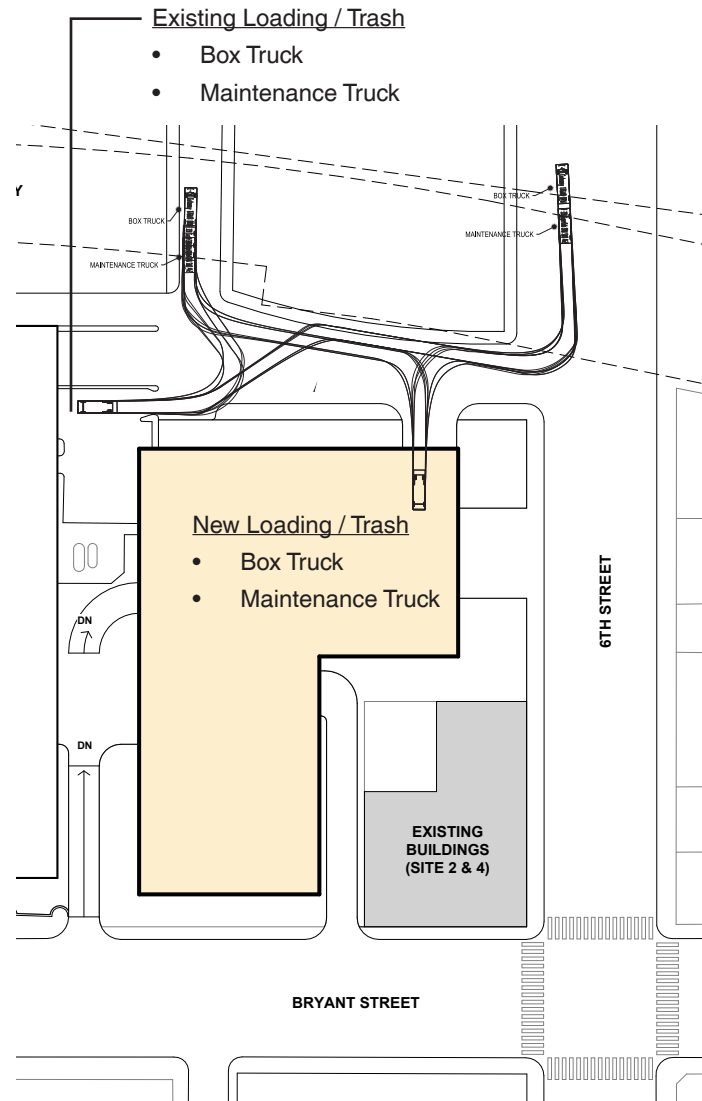 Existing Loading / Trash
• Box Truck
• Maintenance Truck
Y
BOX TRUCK
MAINTENANCE TRUCK
BOX TRUCK
MAINTENANCE TRUCK
New Loading / Trash
• Box Truck
• Maintenance Truck
DN
DN
6TH STREET
EXISTING
BUILDINGS
(SITE 2 & 4)
BRYANT STREET